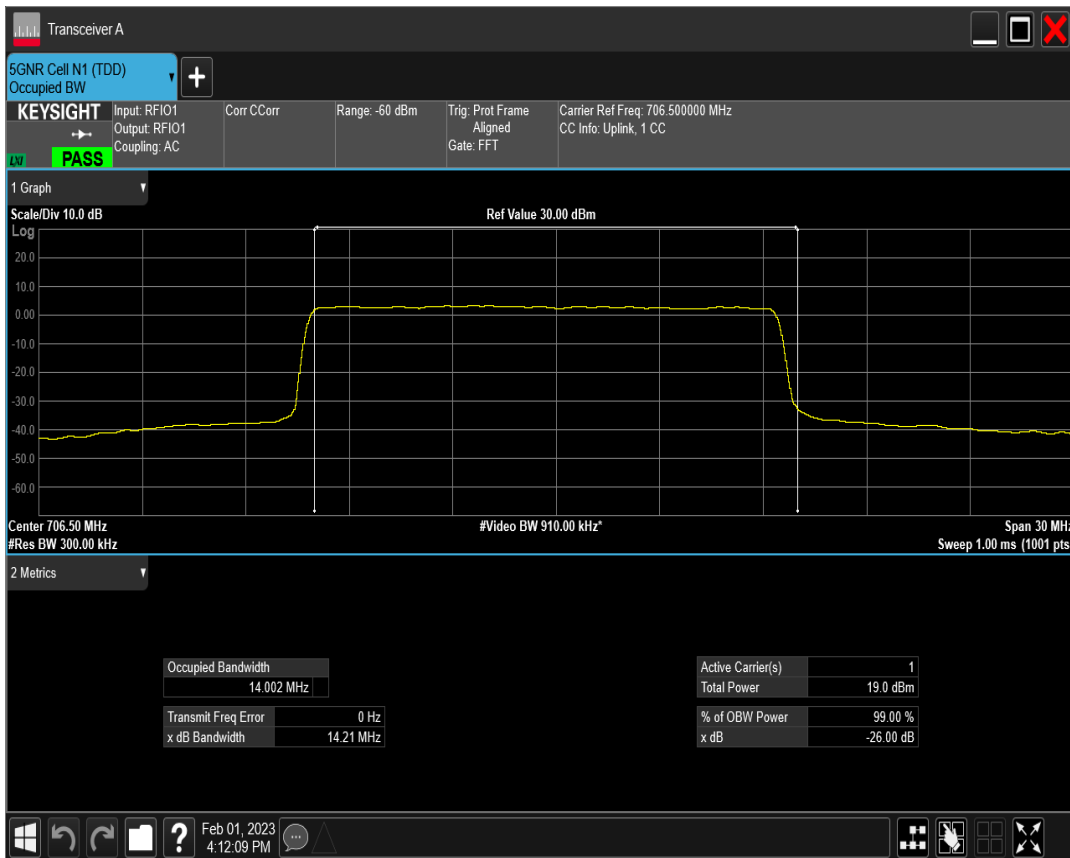 Transceiver A
5GNR Cell N1 (TDD)
Occupied BW
+
KEYSIGHT
LXI
PASS
Input: RFIO1
Output: RFIO1
Coupling: AC
Corr CCorr
Range: -60 dBm
Trig: Prot Frame
Aligned
Gate: FFT
Carrier Ref Freq: 706.500000 MHz
CC Info: Uplink, 1 CC
1 Graph
Scale/Div 10.0 dB
Ref Value 30.00 dBm
Log
20.0
10.0
0.00
-10.0
-20.0
-30.0
-40.0
-50.0
-60.0
Center 706.50 MHz
#Video BW 910.00 kHz*
Span 30 MHz
#Res BW 300.00 kHz
Sweep 1.00 ms (1001 pts
2 Metrics
Occupied Bandwidth
14.002 MHz
Transmit Freq Error 0 Hz
x dB Bandwidth 14.21 MHz
Active Carrier(s) 1
Total Power 19.0 dBm
% of OBW Power 99.00 %
x dB -26.00 dB
?
Feb 01, 2023
4:12:09 PM